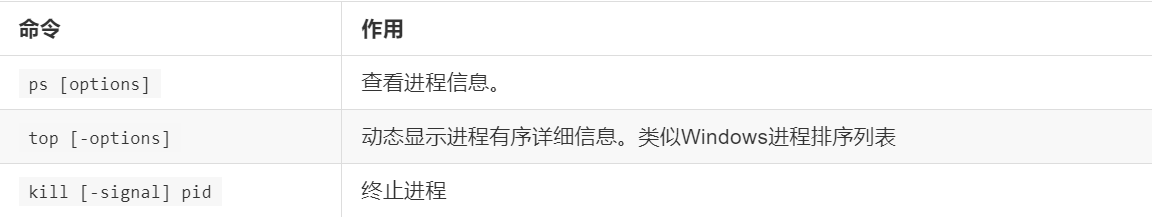 命令 作用
ps [options] 查看进程信息。
top [-options] 动态显示进程有序详细信息。类似Windows进程排序列表
kill [-signal] pid 终止进程